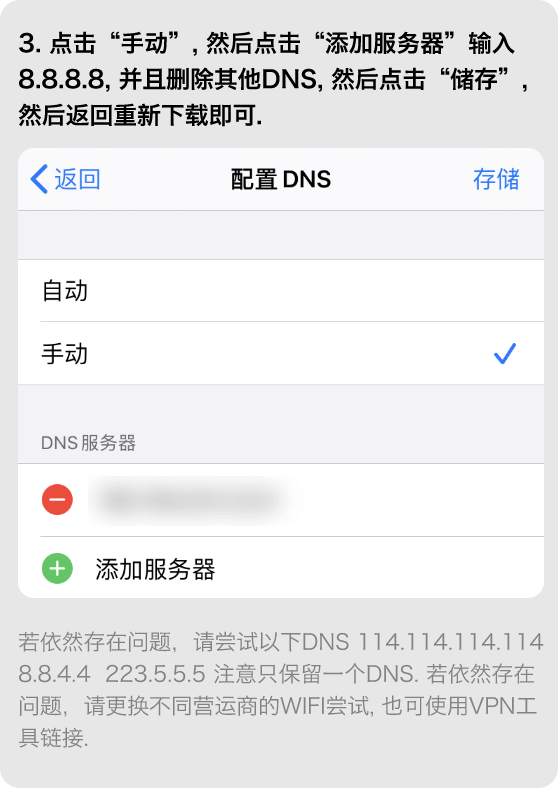 3. 点击“手动”, 然后点击“添加服务器”输入
8.8.8.8, 并且删除其他DNS, 然后点击“储存”,
然后返回重新下载即可.
返回
配置 DNS
存储
自动
手动
DNS 服务器
添加服务器
若依然存在问题，请尝试以下DNS 114.114.114.114
8.8.4.4 223.5.5.5 注意只保留一个DNS. 若依然存在
问题，请更换不同营运商的WIFI尝试, 也可使用VPN工
具链接.